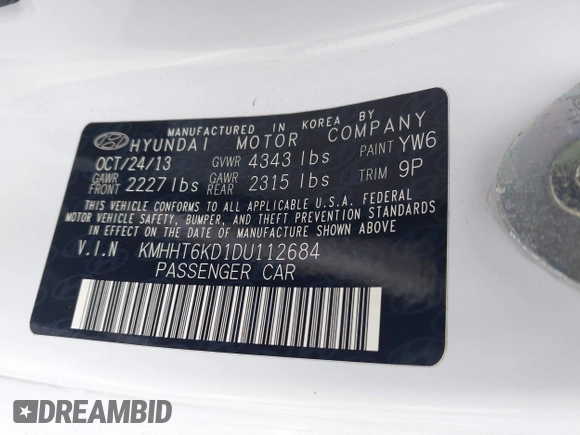 MANUFACTURED IN KOREA BY
HYUNDAI MOTOR COMPANY
OCT/24/13 GVWR 4343 lbs PAINT YW6
GAWR FRONT 2227 lbs GAWR REAR 2315 lbs TRIM 9P
THIS VEHICLE CONFORMS TO ALL APPLICABLE U.S.A. FEDERAL
MOTOR VEHICLE SAFETY, BUMPER, AND THEFT PREVENTION STANDARDS
IN EFFECT ON THE DATE OF MANUFACTURE SHOWN ABOVE.
V.I.N KMHHT6KD1DU112684
PASSENGER CAR
DREAMBID